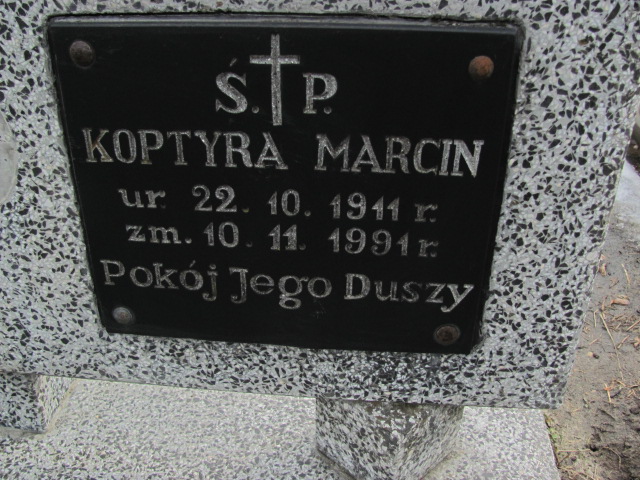 Ś. P.
KOPTYRA MARCIN
ur. 22. 10. 1911 r.
zm. 10. 11. 1991 r.
Pokój Jego Duszy